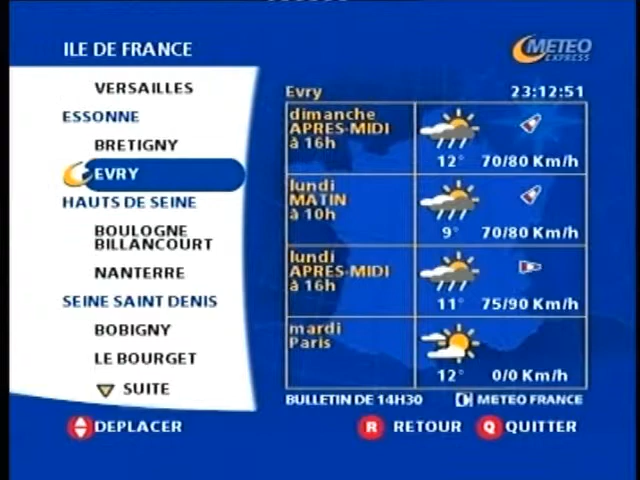 ILE DE FRANCE
METEO
EXPRESS
VERSAILLES
ESSONNE
BRETIGNY
EVRY
HAUTS DE SEINE
BOULOGNE
BILLANCOURT
NANTERRE
SEINE SAINT DENIS
BOBIGNY
LE BOURGET
SUITE
Evry 23:12:51
dimanche
APRES-MIDI
à 16h
12° 70/80 Km/h
lundi
MATIN
à 10h
9° 70/80 Km/h
lundi
APRES-MIDI
à 16h
11° 75/90 Km/h
mardi
Paris
12° 0/0 Km/h
BULLETIN DE 14H30 METEO FRANCE
DEPLACER R RETOUR Q QUITTER